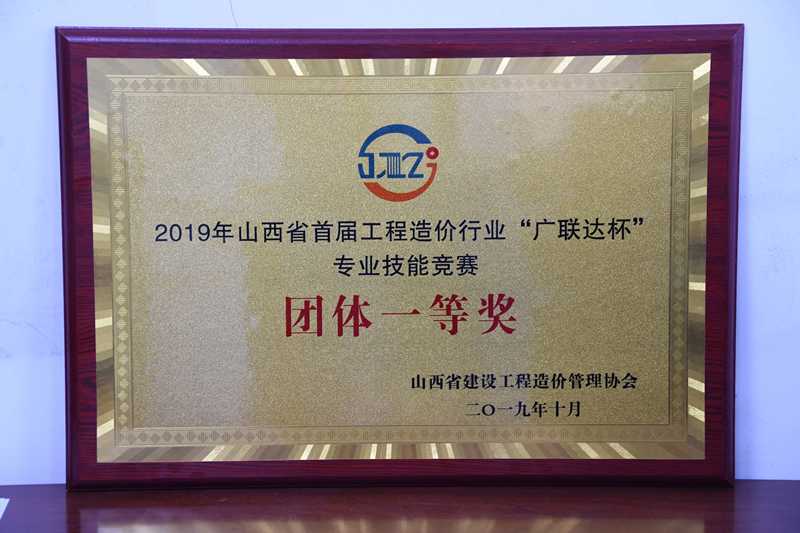 2019年山西省首届工程造价行业“广联达杯”
专业技能竞赛
团体一等奖
山西省建设工程造价管理协会
二〇一九年十月